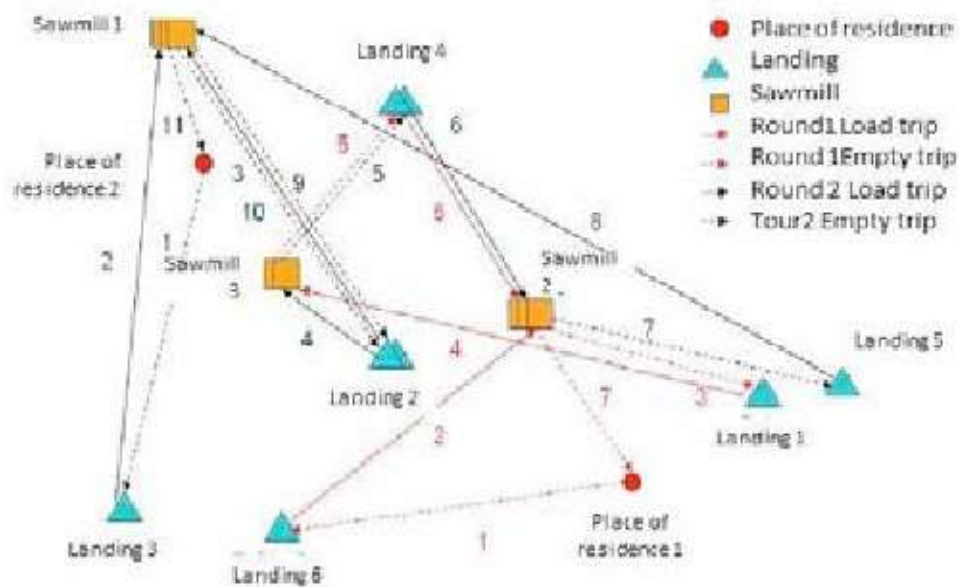 Sawmill 1
Landing 4
Place of residence
Landing
Sawmill
Round1 Load trip
Round 1Empty trip
Round 2 Load trip
Tour2 Empty trip
11
5
6
Place of
residence 2
3
9
5
10
6
8
2
1
Sawmill
3
Sawmill
2
4
4
7
Landing 5
Landing 2
7
3
Landing 1
2
Landing 3
1
Place of
residence 1
Landing 6